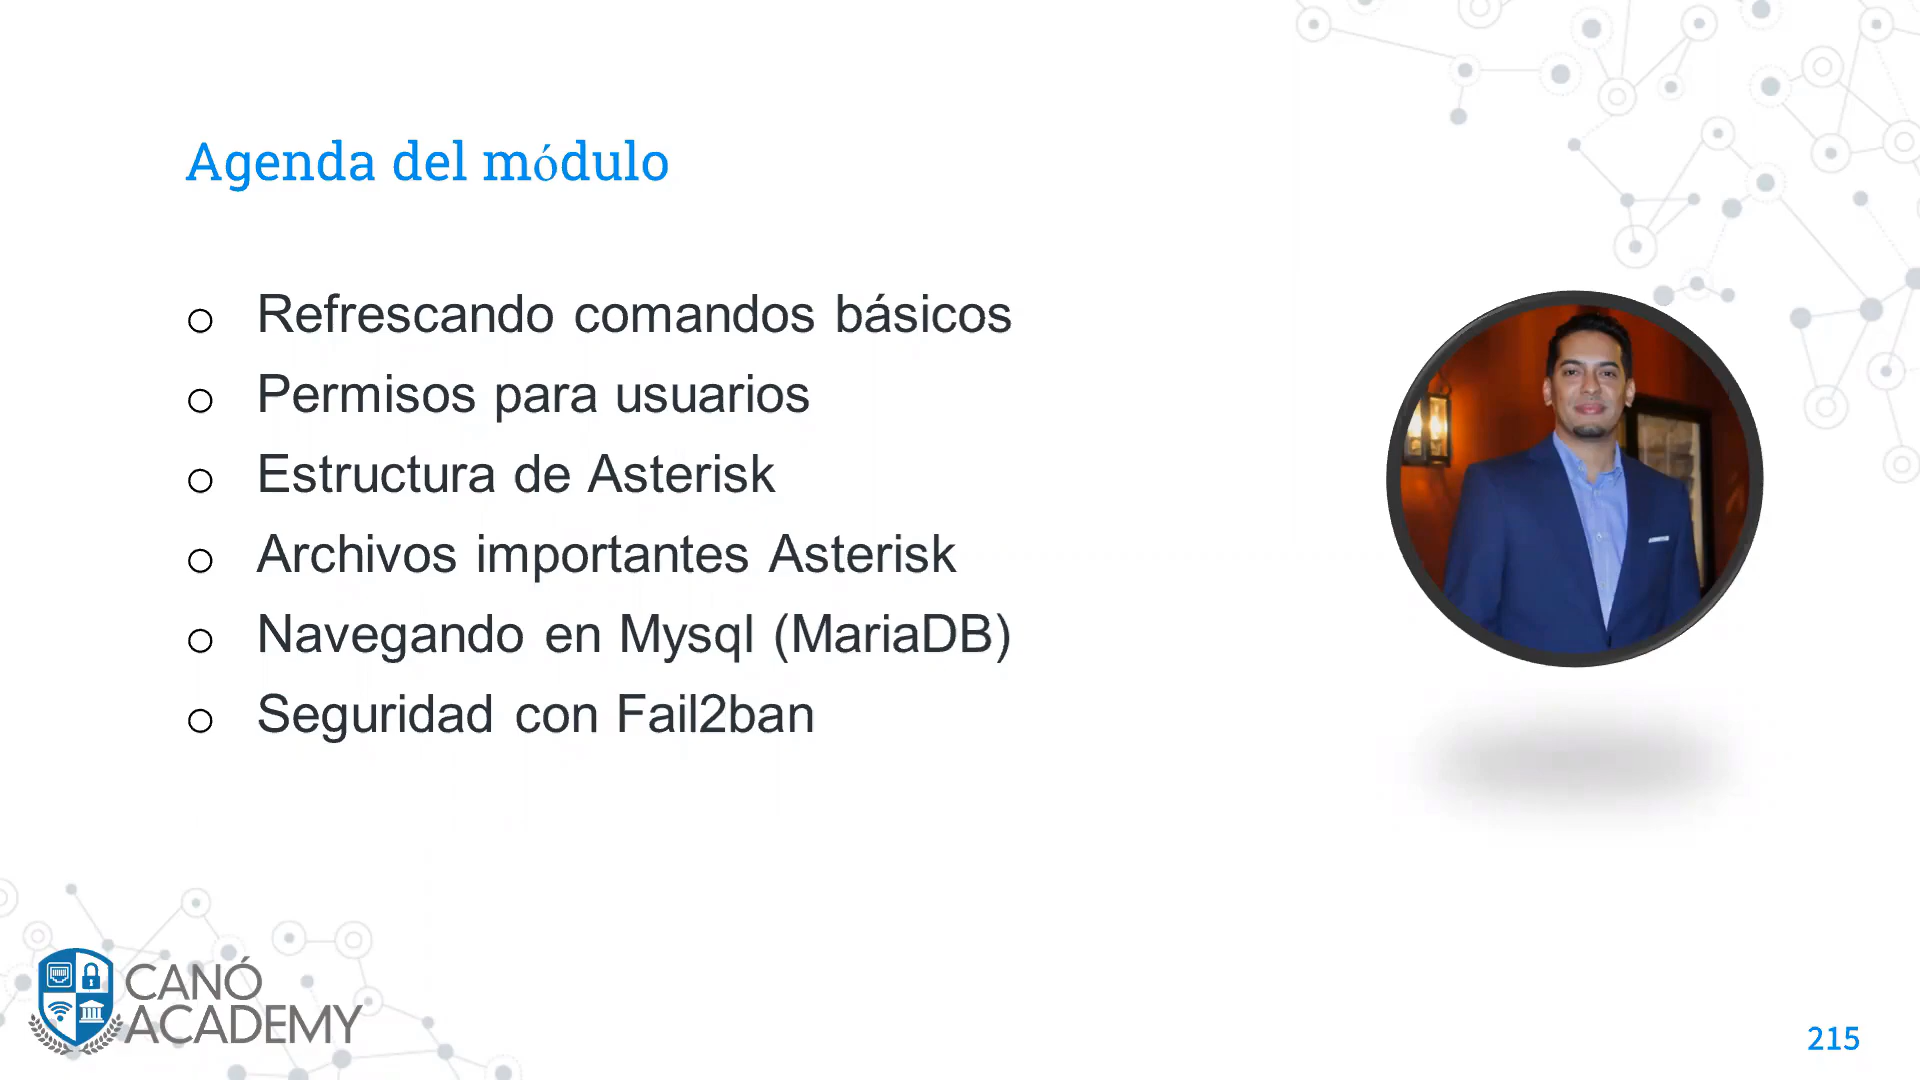 Agenda del módulo
Refrescando comandos básicos
Permisos para usuarios
Estructura de Asterisk
Archivos importantes Asterisk
Navegando en Mysql (MariaDB)
Seguridad con Fail2ban
CANÓ
ACADEMY
215